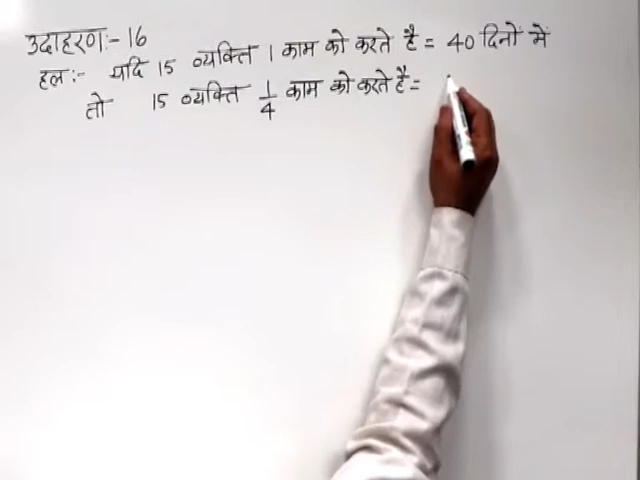 उदाहरण:- 16
हल:- यदि 15 व्यक्ति 1 काम को करते है = 40 दिनों में
तो 15 व्यक्ति 1/4 काम को करते है =